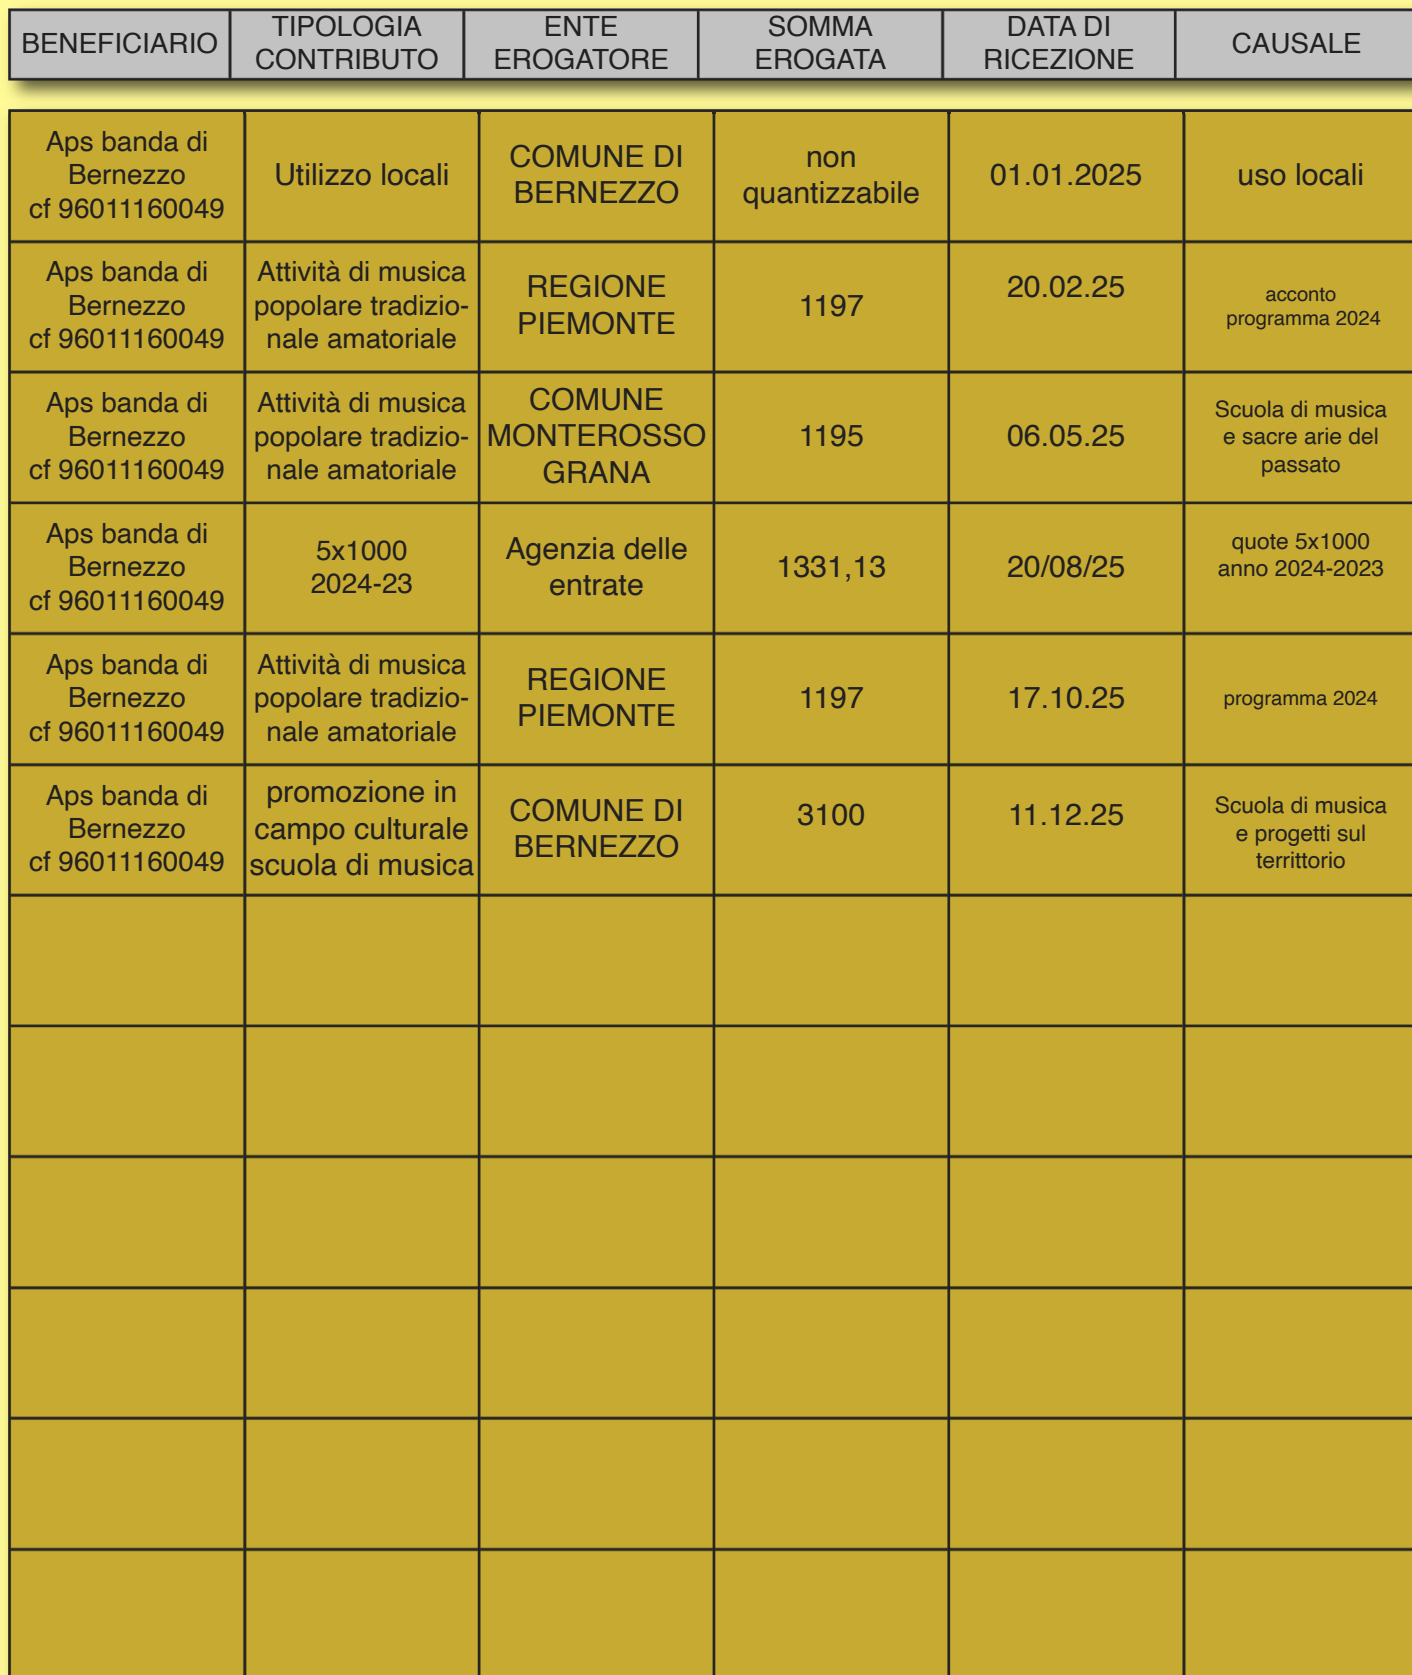 BENEFICIARIO
TIPOLOGIA
CONTRIBUTO
ENTE
EROGATORE
SOMMA
EROGATA
DATA DI
RICEZIONE
CAUSALE
Aps banda di
Bernezzo
cf 96011160049
Utilizzo locali
COMUNE DI
BERNEZZO
non
quantizzabile
01.01.2025
uso locali
Aps banda di
Bernezzo
cf 96011160049
Attività di musica
popolare tradizio-
nale amatoriale
REGIONE
PIEMONTE
1197
20.02.25
acconto
programma 2024
Aps banda di
Bernezzo
cf 96011160049
Attività di musica
popolare tradizio-
nale amatoriale
COMUNE
MONTEROSSO
GRANA
1195
06.05.25
Scuola di musica
e sacre arie del
passato
Aps banda di
Bernezzo
cf 96011160049
5x1000
2024-23
Agenzia delle
entrate
1331,13
20/08/25
quote 5x1000
anno 2024-2023
Aps banda di
Bernezzo
cf 96011160049
Attività di musica
popolare tradizio-
nale amatoriale
REGIONE
PIEMONTE
1197
17.10.25
programma 2024
Aps banda di
Bernezzo
cf 96011160049
promozione in
campo culturale
scuola di musica
COMUNE DI
BERNEZZO
3100
11.12.25
Scuola di musica
e progeti sul
territtorio